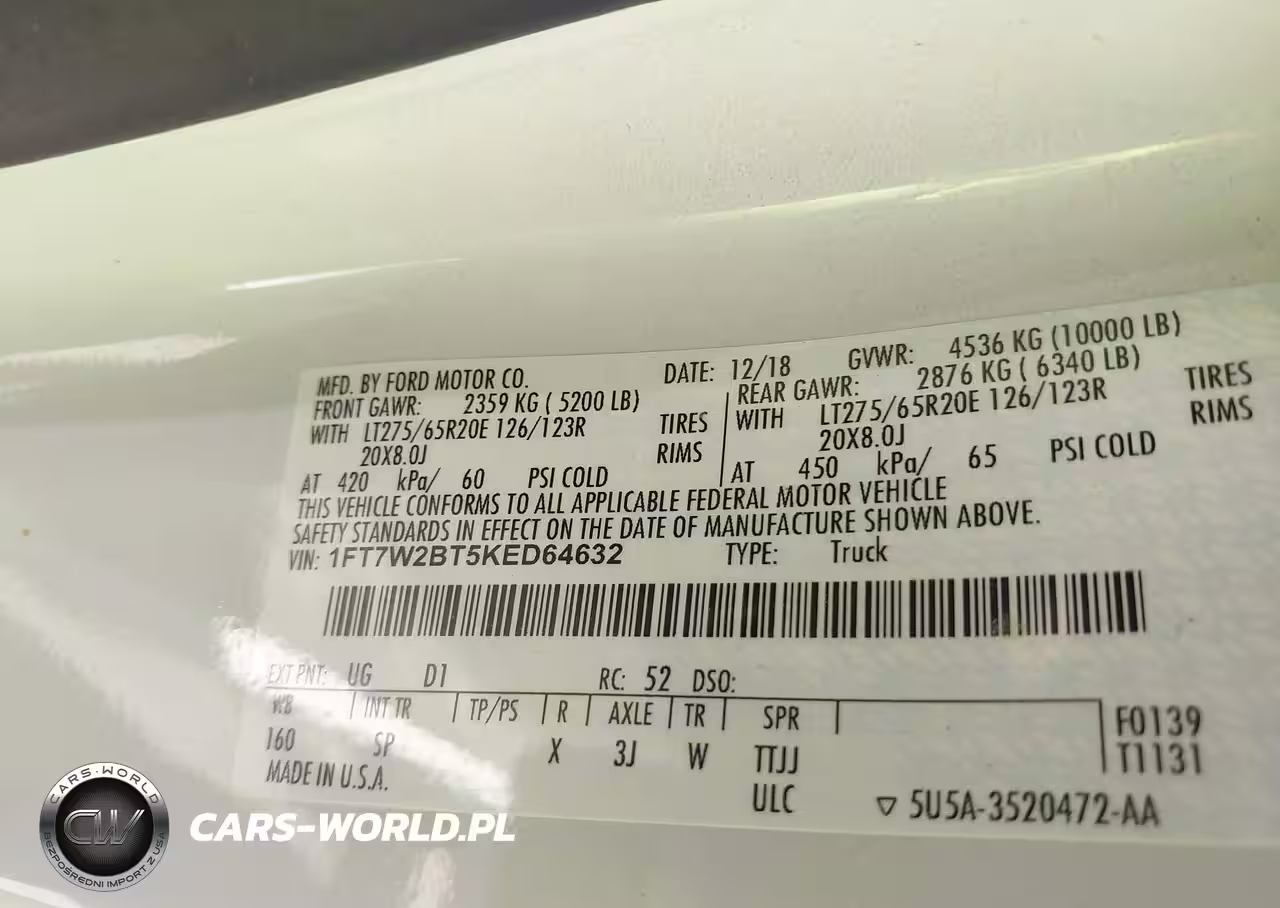 MFD. BY FORD MOTOR CO. DATE: 12/18 GVWR: 4536 KG (10000 LB)
FRONT GAWR: 2359 KG ( 5200 LB) REAR GAWR: 2876 KG ( 6340 LB)
WITH LT275/65R20E 126/123R TIRES WITH LT275/65R20E 126/123R TIRES
20X8.0J RIMS 20X8.0J RIMS
AT 420 kPa/ 60 PSI COLD AT 450 kPa/ 65 PSI COLD
THIS VEHICLE CONFORMS TO ALL APPLICABLE FEDERAL MOTOR VEHICLE
SAFETY STANDARDS IN EFFECT ON THE DATE OF MANUFACTURE SHOWN ABOVE.
VIN: 1FT7W2BT5KED64632 TYPE: Truck
EXT PNT: UG D1 RC: 52 DSO:
WB INT TR TP/PS R AXLE TR SPR F0139
160 SP X 3J W TTJJ T1131
MADE IN U.S.A. ULC ▽ 5U5A-3520472-AA
CARS-WORLD
CW
BEZPOŚREDNI IMPORT Z USA
CARS-WORLD.PL